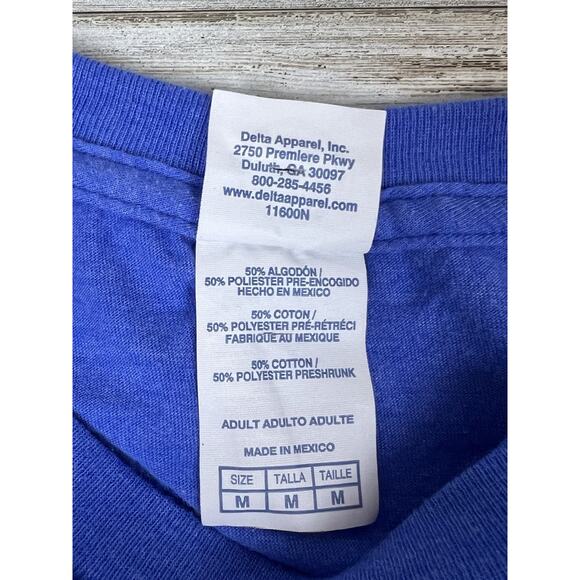 Delta Apparel, Inc.
2750 Premiere Pkwy
Duluth, GA 30097
800-285-4456
www.deltaapparel.com
11600N
50% ALGODÓN /
50% POLIESTER PRE-ENCOGIDO
HECHO EN MEXICO
50% COTON /
50% POLYESTER PRÉ-RÉTRÉCI
FABRIQUE AU MEXIQUE
50% COTTON /
50% POLYESTER PRESHRUNK
ADULT ADULTO ADULTE
MADE IN MEXICO
SIZE TALLA TAILLE
M M M